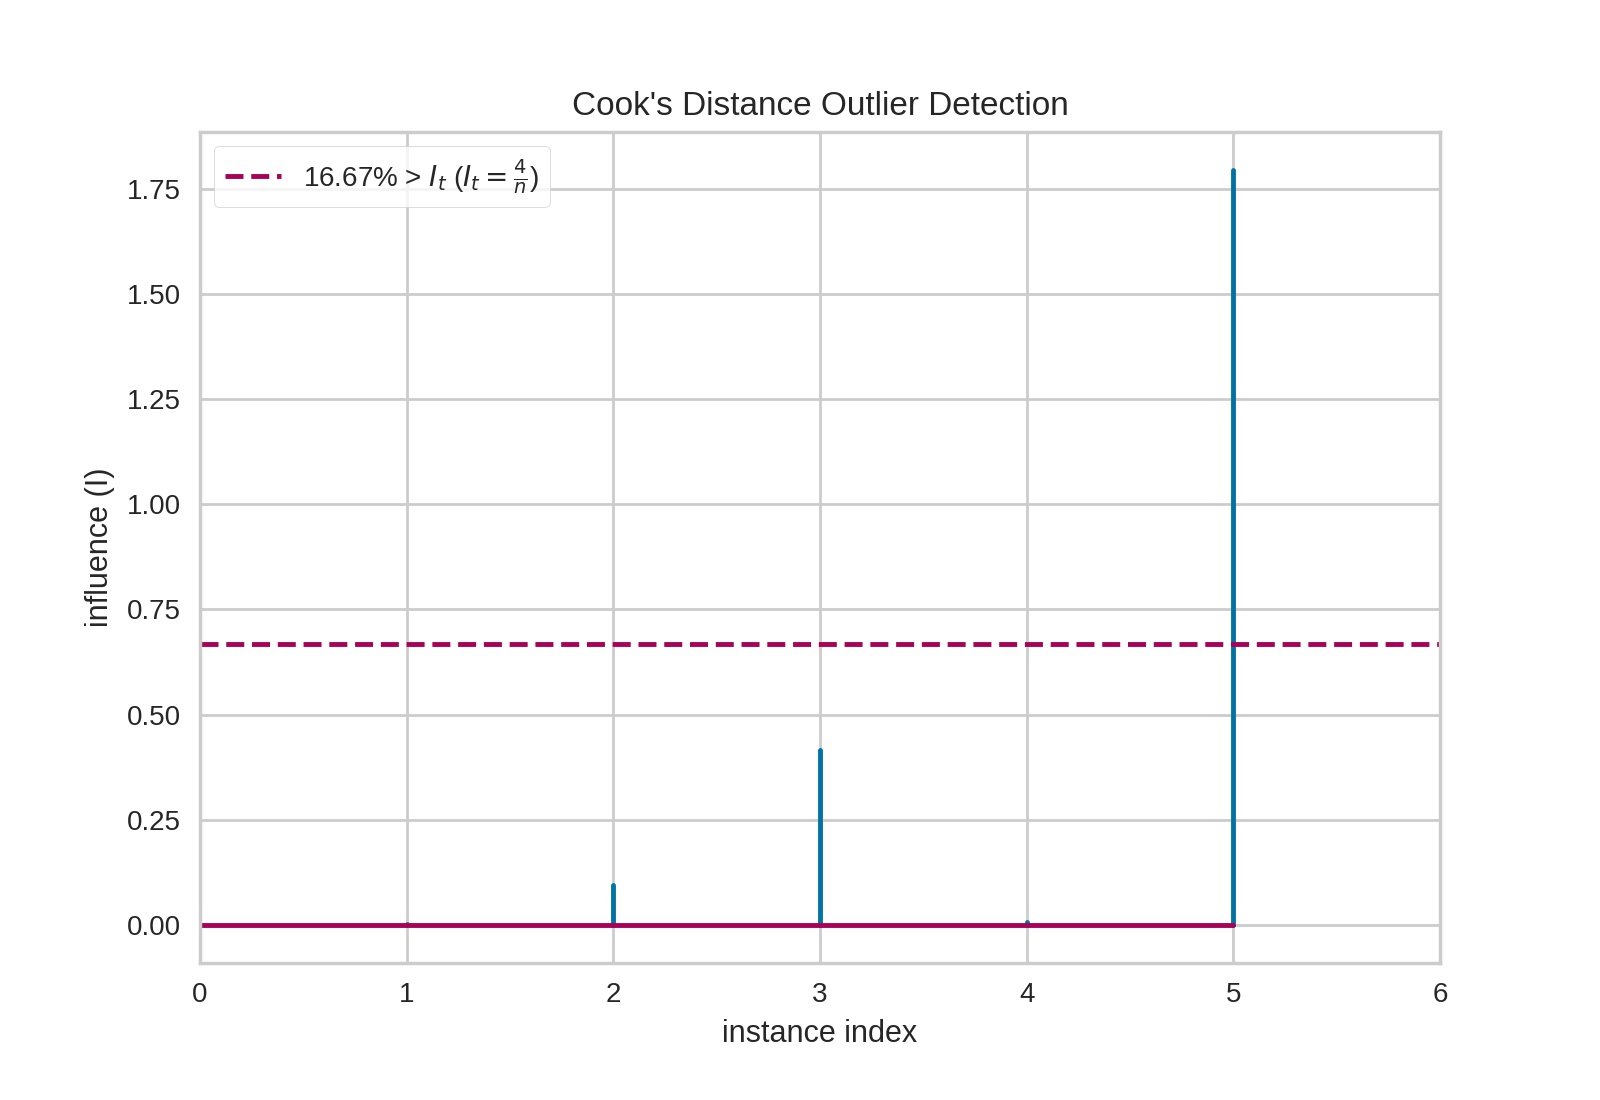 Cook's Distance Outlier Detection
16.67% > I_t (I_t = 4/n)
1.75
1.50
1.25
1.00
0.75
0.50
0.25
0.00
influence (I)
0 1 2 3 4 5 6
instance index